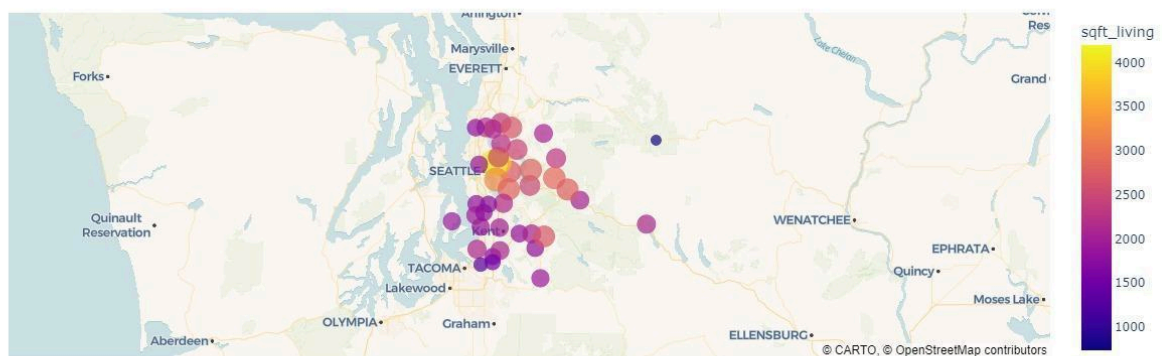 Arlington
Marysville
EVERETT
Forks
Lake Chelan
Res
Grand
SEATTLE
Quinault
Reservation
WENATCHEE
Kent
EPHRATA
TACOMA
Quincy
Lakewood
Moses Lake
OLYMPIA
Graham
Aberdeen
ELLENSBURG
© CARTO, © OpenStreetMap contributors
sqft_living
4000
3500
3000
2500
2000
1500
1000